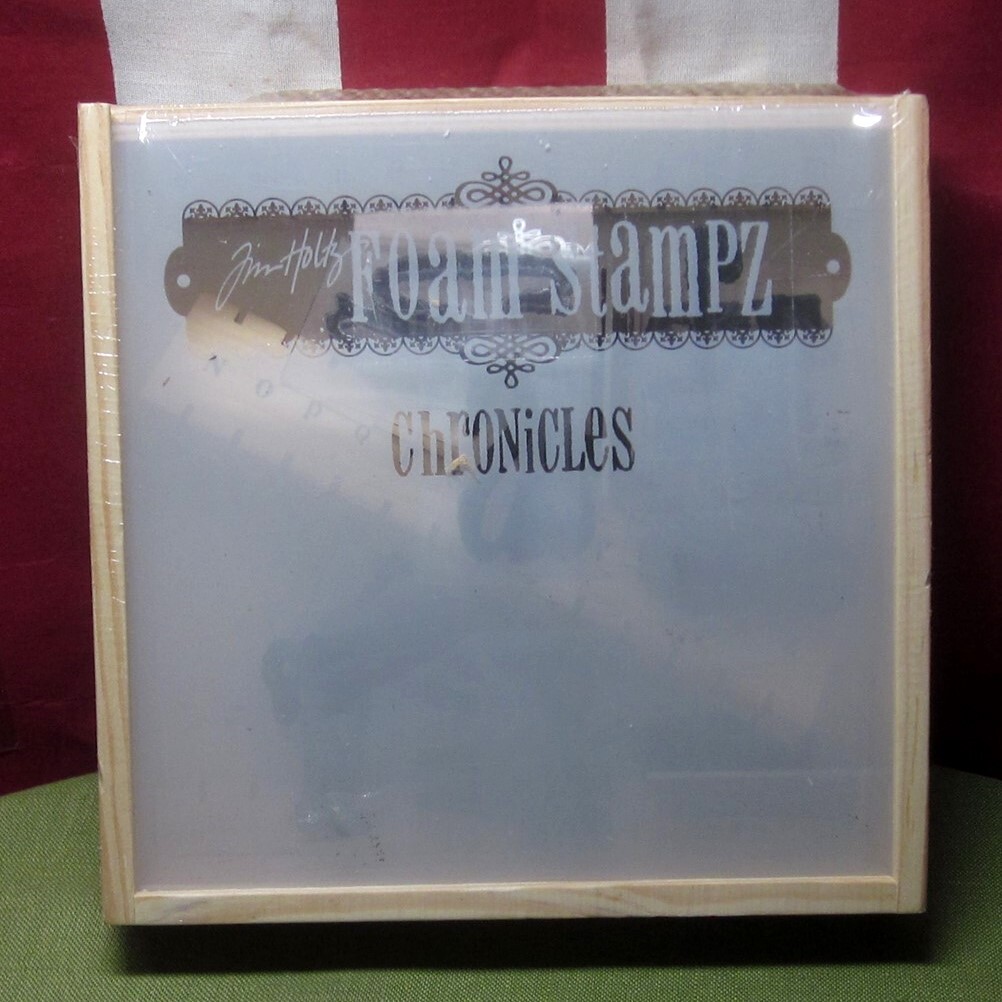 Tim Holtz Foam Stampz
chronicles
N O P Q